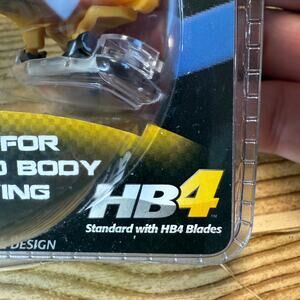 FOR
BODY
HB4
Standard with HB4 Blades
DESIGN